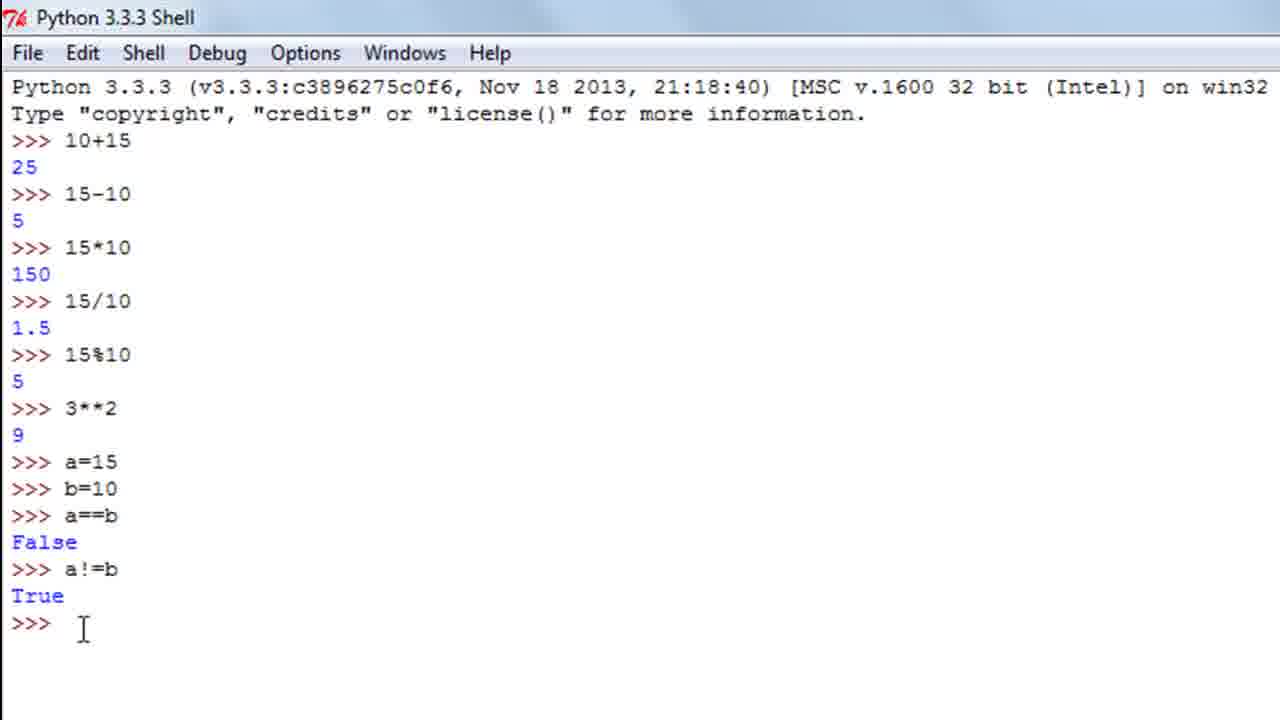 Python 3.3.3 Shell
File Edit Shell Debug Options Windows Help
Python 3.3.3 (v3.3.3:c3896275c0f6, Nov 18 2013, 21:18:40) [MSC v.1600 32 bit (Intel)] on win32
Type "copyright", "credits" or "license()" for more information.
>>> 10+15
25
>>> 15-10
5
>>> 15*10
150
>>> 15/10
1.5
>>> 15%10
5
>>> 3**2
9
>>> a=15
>>> b=10
>>> a==b
False
>>> a!=b
True
>>>